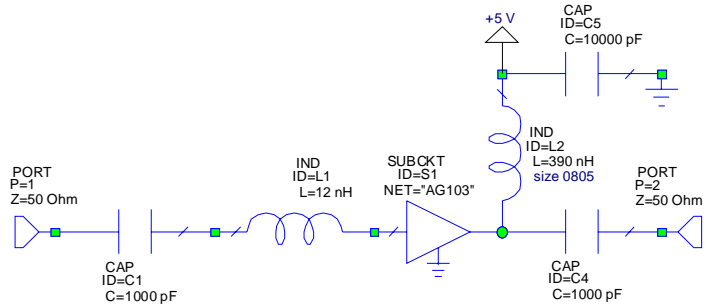 +5 V
CAP
ID=C5
C=10000 pF
IND
ID=L2
L=390 nH
size 0805
PORT
P=1
Z=50 Ohm
CAP
ID=C1
C=1000 pF
IND
ID=L1
L=12 nH
SUBCKT
ID=S1
NET="AG103"
CAP
ID=C4
C=1000 pF
PORT
P=2
Z=50 Ohm